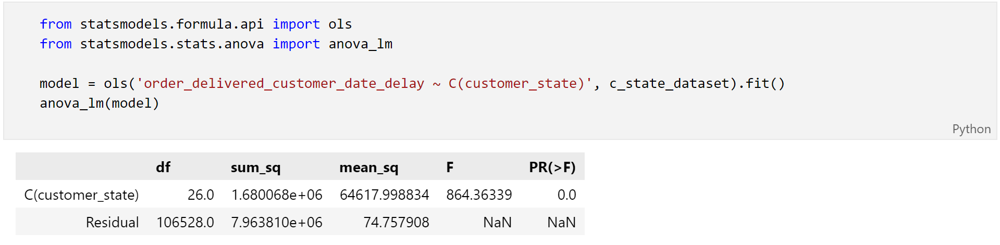 from statsmodels.formula.api import ols
from statsmodels.stats.anova import anova_lm
model = ols('order_delivered_customer_date_delay ~ C(customer_state)', c_state_dataset).fit()
anova_lm(model)
Python
df sum_sq mean_sq F PR(>F)
C(customer_state) 26.0 1.680068e+06 64617.998834 864.36339 0.0
Residual 106528.0 7.963810e+06 74.757908 NaN NaN